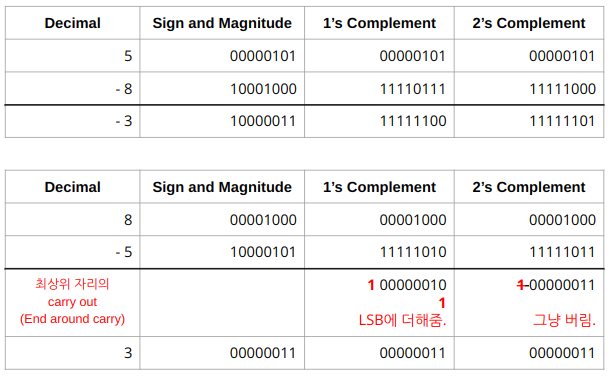 Decimal Sign and Magnitude 1’s Complement 2’s Complement
5 00000101 00000101 00000101
- 8 10001000 11110111 11111000
- 3 10000011 11111100 11111101
Decimal Sign and Magnitude 1’s Complement 2’s Complement
8 00001000 00001000 00001000
- 5 10000101 11111010 11111011
최상위 자리의 1 00000010 1 00000011
carry out 1
(End around carry) LSB에 더해줌. 그냥 버림.
3 00000011 00000011 00000011